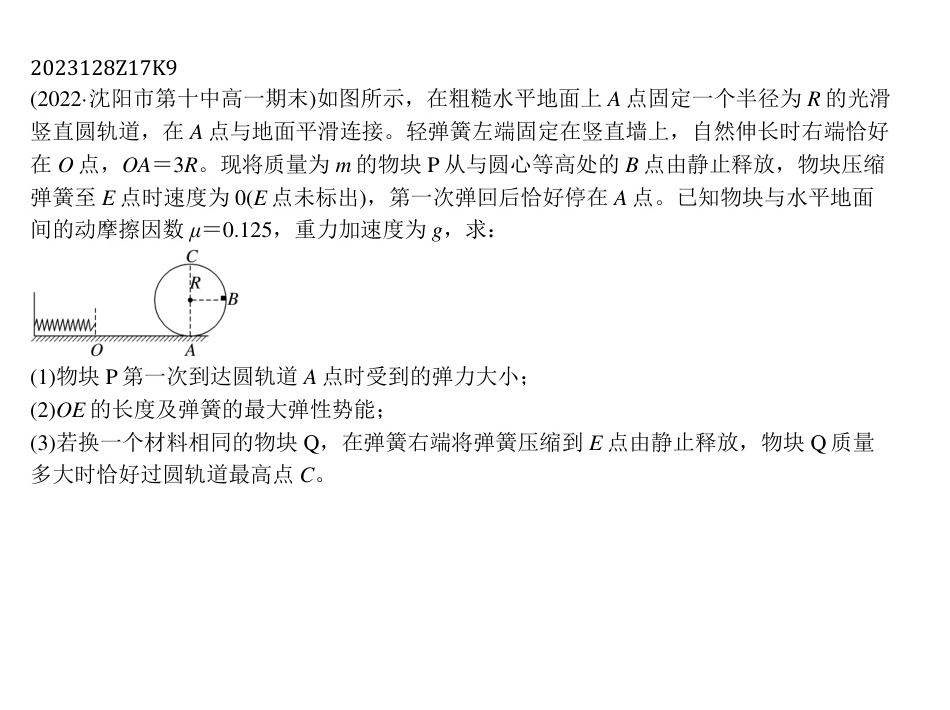 2023128Z17K9
(2022·沈阳市第十中高一期末)如图所示，在粗糙水平地面上 A 点固定一个半径为 R 的光滑
竖直圆轨道，在 A 点与地面平滑连接。轻弹簧左端固定在竖直墙上，自然伸长时右端恰好
在 O 点，OA＝3R。现将质量为 m 的物块 P 从与圆心等高处的 B 点由静止释放，物块压缩
弹簧至 E 点时速度为 0(E 点未标出)，第一次弹回后恰好停在 A 点。已知物块与水平地面
间的动摩擦因数 μ＝0.125，重力加速度为 g，求：
C
R
B
O
A
(1)物块 P 第一次到达圆轨道 A 点时受到的弹力大小；
(2)OE 的长度及弹簧的最大弹性势能；
(3)若换一个材料相同的物块 Q，在弹簧右端将弹簧压缩到 E 点由静止释放，物块 Q 质量
多大时恰好过圆轨道最高点 C。